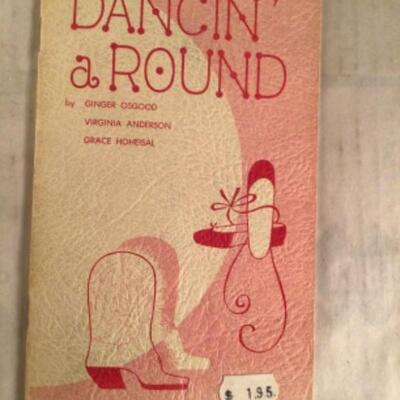 DANCIN'
a ROUND
by GINGER OSGOOD
VIRGINIA ANDERSON
GRACE HOHEISAL
$ 1.95